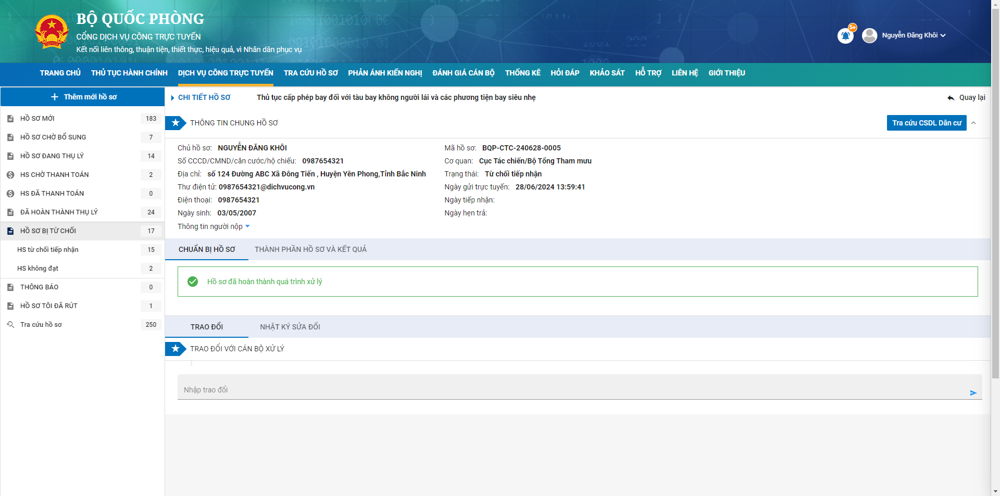 BỘ QUỐC PHÒNG
CỔNG DỊCH VỤ CÔNG TRỰC TUYẾN
Kết nối liên thông, thuận tiện, thiết thực, hiệu quả, vì Nhân dân phục vụ
5+
Nguyễn Đăng Khôi
TRANG CHỦ THỦ TỤC HÀNH CHÍNH DỊCH VỤ CÔNG TRỰC TUYẾN TRA CỨU HỒ SƠ PHẢN ÁNH KIẾN NGHỊ ĐÁNH GIÁ CÁN BỘ THỐNG KÊ HỎI ĐÁP KHẢO SÁT HỖ TRỢ LIÊN HỆ GIỚI THIỆU
Thêm mới hồ sơ
HỒ SƠ MỚI 183
HỒ SƠ CHỜ BỔ SUNG 7
HỒ SƠ ĐANG THỤ LÝ 14
HS CHỜ THANH TOÁN 2
HS ĐÃ THANH TOÁN 0
ĐÃ HOÀN THÀNH THỤ LÝ 24
HỒ SƠ BỊ TỪ CHỐI 17
HS từ chối tiếp nhận 15
HS không đạt 2
THÔNG BÁO 0
HỒ SƠ TÔI ĐÃ RÚT 1
Tra cứu hồ sơ 250
CHI TIẾT HỒ SƠ Thủ tục cấp phép bay đối với tàu bay không người lái và các phương tiện bay siêu nhẹ Quay lại
THÔNG TIN CHUNG HỒ SƠ Tra cứu CSDL Dân cư
Chủ hồ sơ: NGUYỄN ĐĂNG KHÔI
Số CCCD/CMND/căn cước/hộ chiếu: 0987654321
Địa chỉ: số 124 Đường ABC Xã Đông Tiến , Huyện Yên Phong,Tỉnh Bắc Ninh
Thư điện tử: 0987654321@dichvucong.vn
Điện thoại: 0987654321
Ngày sinh: 03/05/2007
Thông tin người nộp
Mã hồ sơ: BQP-CTC-240628-0005
Cơ quan: Cục Tác chiến/Bộ Tổng Tham mưu
Trạng thái: Từ chối tiếp nhận
Ngày gửi trực tuyến: 28/06/2024 13:59:41
Ngày tiếp nhận:
Ngày hẹn trả:
CHUẨN BỊ HỒ SƠ THÀNH PHẦN HỒ SƠ VÀ KẾT QUẢ
Hồ sơ đã hoàn thành quá trình xử lý
TRAO ĐỔI NHẬT KÝ SỬA ĐỔI
TRAO ĐỔI VỚI CÁN BỘ XỬ LÝ
Nhập trao đổi